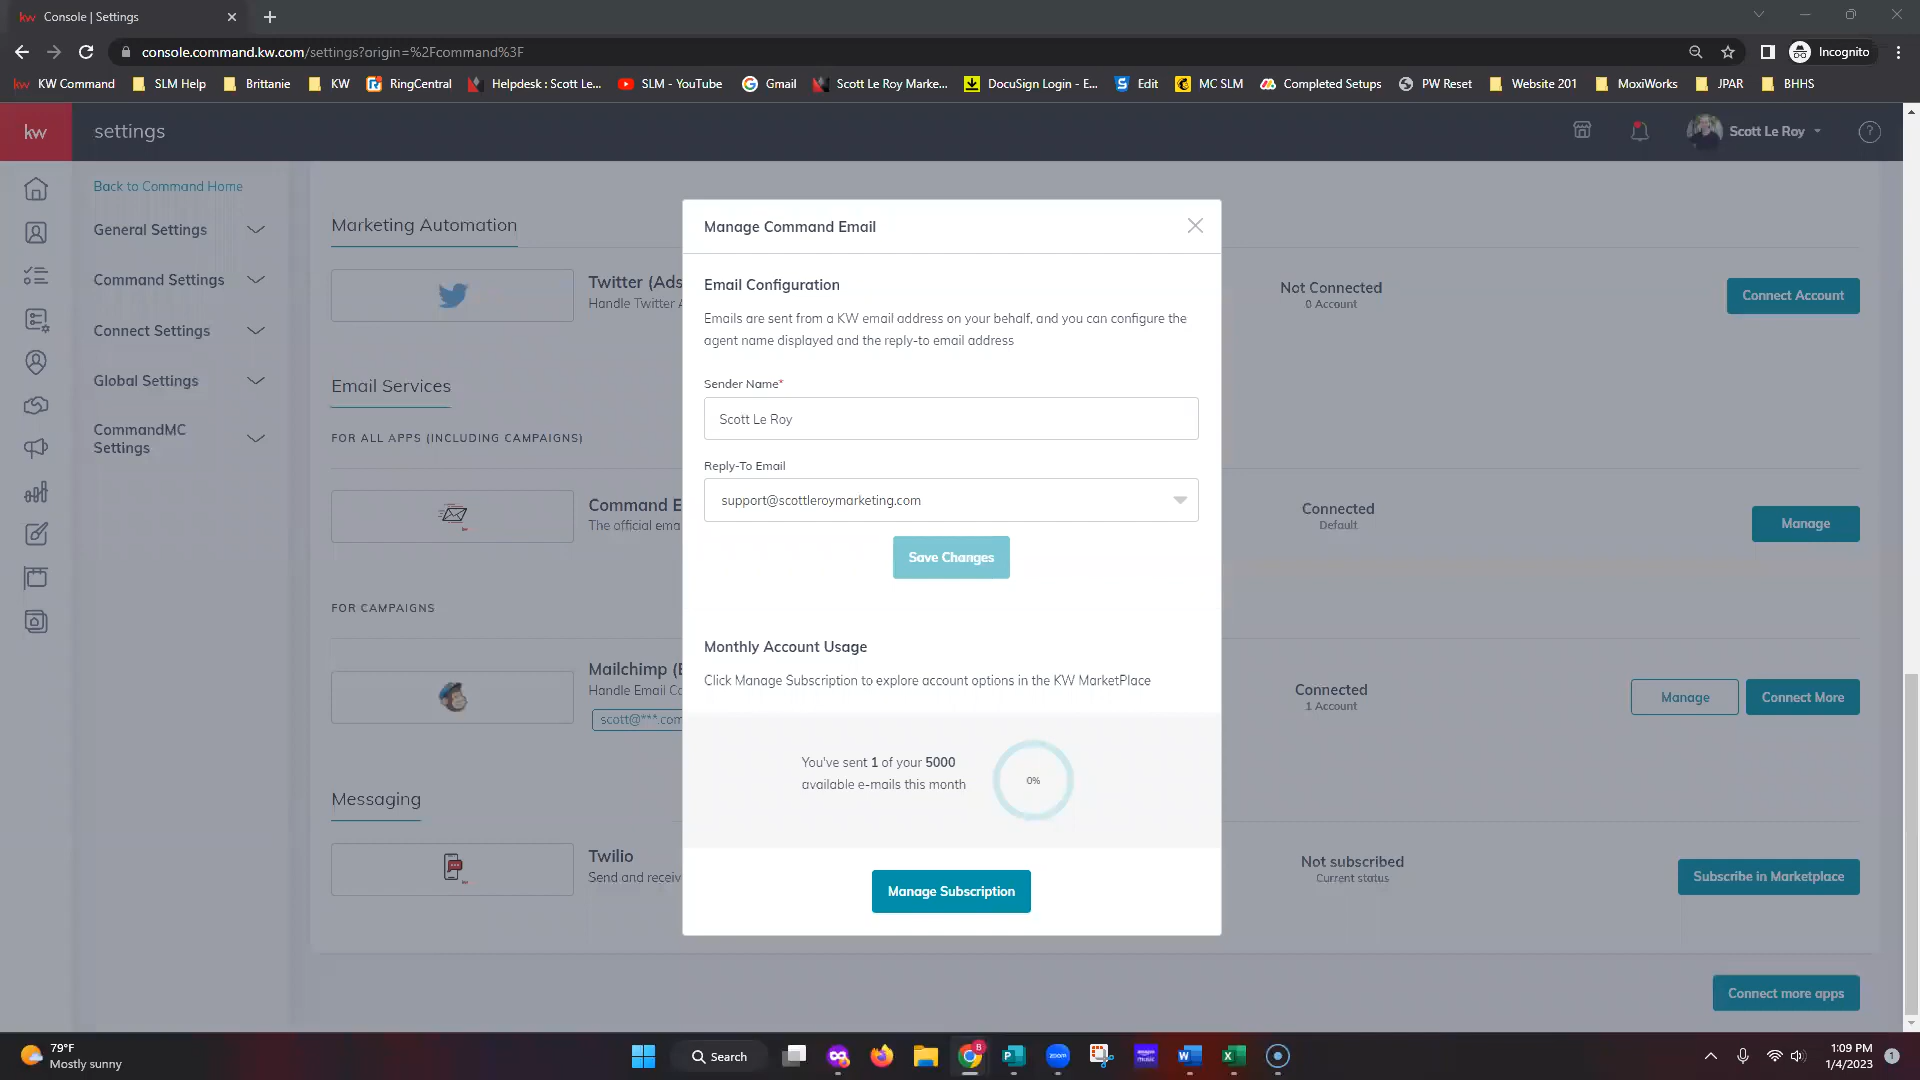 kw Console | Settings
console.command.kw.com/settings?origin=%2Fcommand%3F
Incognito
kw KW Command SLM Help Brittanie KW RingCentral Helpdesk : Scott Le... SLM - YouTube Gmail Scott Le Roy Marke... DocuSign Login - E... Edit MC SLM Completed Setups PW Reset Website 201 MoxiWorks JPAR BHHS
kw settings Scott Le Roy ?
Back to Command Home
General Settings
Command Settings
Connect Settings
Global Settings
CommandMC
Settings
Marketing Automation
Twitter (Ads
Handle Twitter A
Not Connected
0 Account
Connect Account
Email Services
FOR ALL APPS (INCLUDING CAMPAIGNS)
Command E
The official ema
Connected
Default
Manage
FOR CAMPAIGNS
Mailchimp (E
Handle Email Co
scott@***.com
Connected
1 Account
Manage
Connect More
Messaging
Twilio
Send and receiv
Not subscribed
Current status
Subscribe in Marketplace
Connect more apps
Manage Command Email
Email Configuration
Emails are sent from a KW email address on your behalf, and you can configure the
agent name displayed and the reply-to email address
Sender Name*
Scott Le Roy
Reply-To Email
support@scottleroymarketing.com
Save Changes
Monthly Account Usage
Click Manage Subscription to explore account options in the KW MarketPlace
You've sent 1 of your 5000
available e-mails this month
0%
Manage Subscription
79°F
Mostly sunny
Search
zoom
1:09 PM
1/4/2023
1